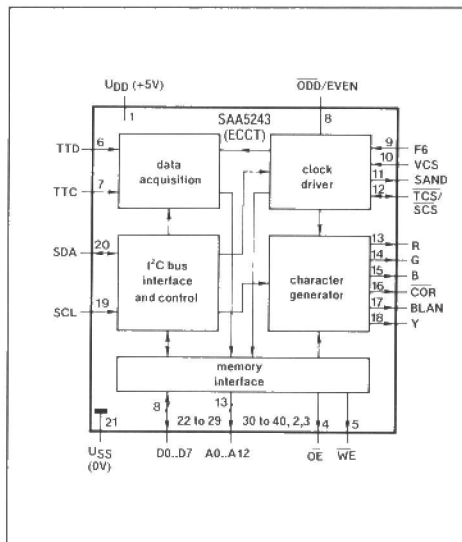 UDD (+5V)
1
ODD/EVEN
8
SAA5243
(ECCT)
TTD
6
TTC
7
data
acquisition
clock
driver
9
F6
10
VCS
11
SAND
12
TCS/
SCS
SDA
20
SCL
19
I²C bus
interface
and control
character
generator
13
R
14
G
15
B
16
COR
17
BLAN
18
Y
memory
interface
8
22 to 29
13
30 to 40, 2,3
4
5
21
USS
(0V)
D0..D7
A0..A12
OE
WE